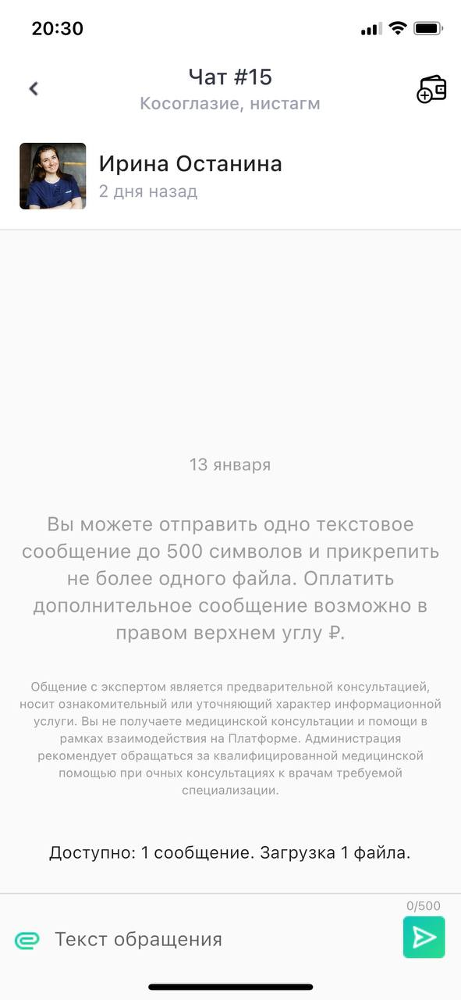 20:30
Чат #15
Косоглазие, нистагм
Ирина Останина
2 дня назад
13 января
Вы можете отправить одно текстовое
сообщение до 500 символов и прикрепить
не более одного файла. Оплатить
дополнительное сообщение возможно в
правом верхнем углу ₽.
Общение с экспертом является предварительной консультацией,
носит ознакомительный или уточняющий характер информационной
услуги. Вы не получаете медицинской консультации и помощи в
рамках взаимодействия на Платформе. Администрация
рекомендует обращаться за квалифицированной медицинской
помощью при очных консультациях к врачам требуемой
специализации.
Доступно: 1 сообщение. Загрузка 1 файла.
0/500
Текст обращения